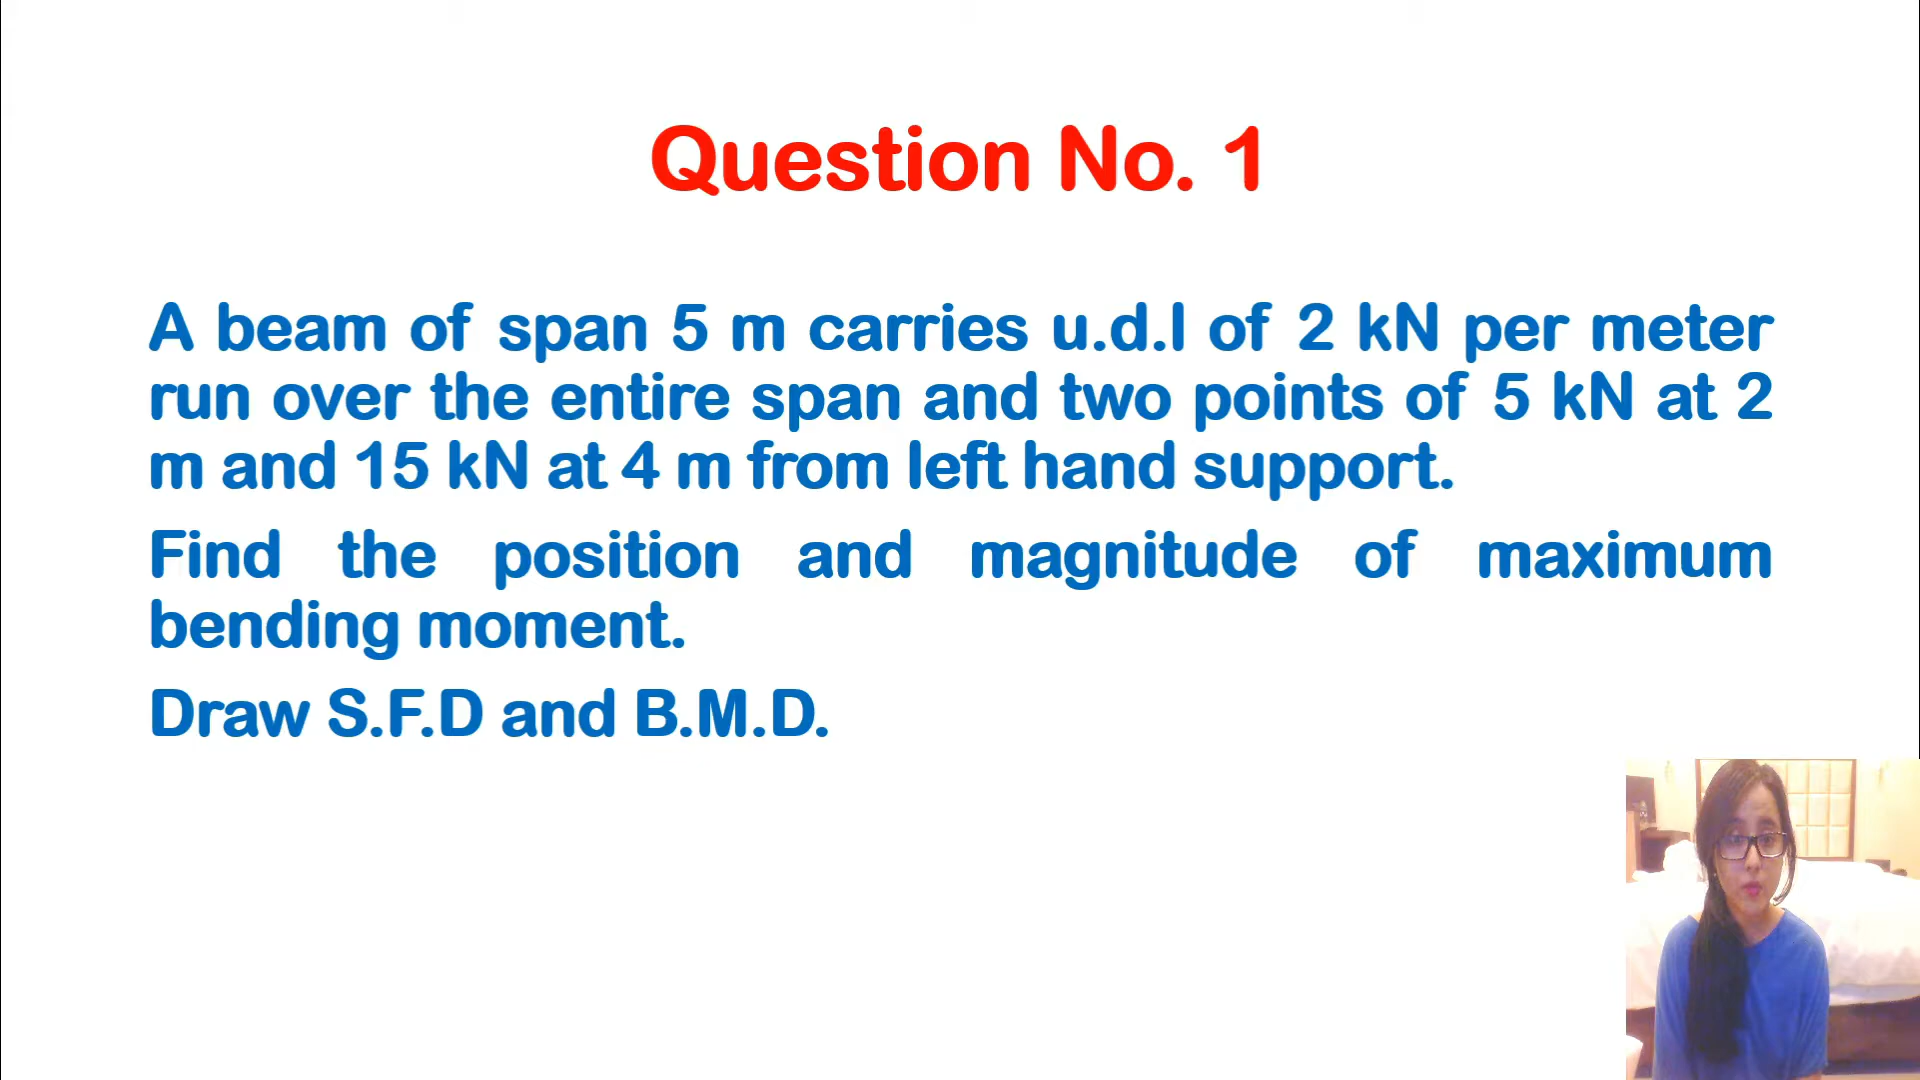 Question No. 1
A beam of span 5 m carries u.d.l of 2 kN per meter
run over the entire span and two points of 5 kN at 2
m and 15 kN at 4 m from left hand support.
Find the position and magnitude of maximum
bending moment.
Draw S.F.D and B.M.D.